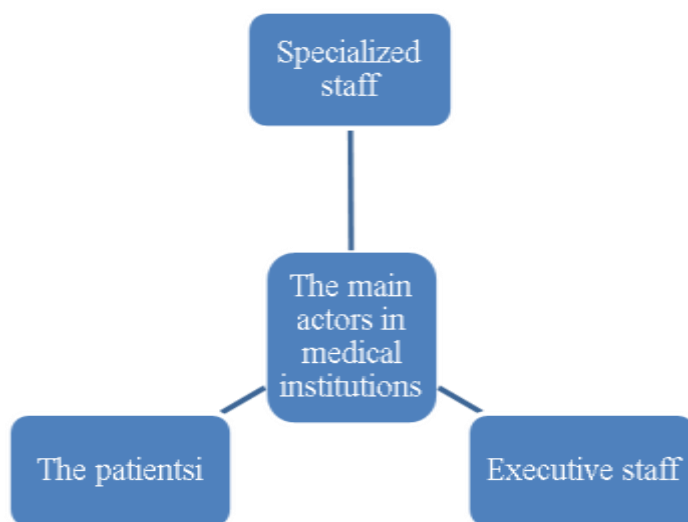 Specialized
staff
The main
actors in
medical
institutions
The patientsi
Executive staff